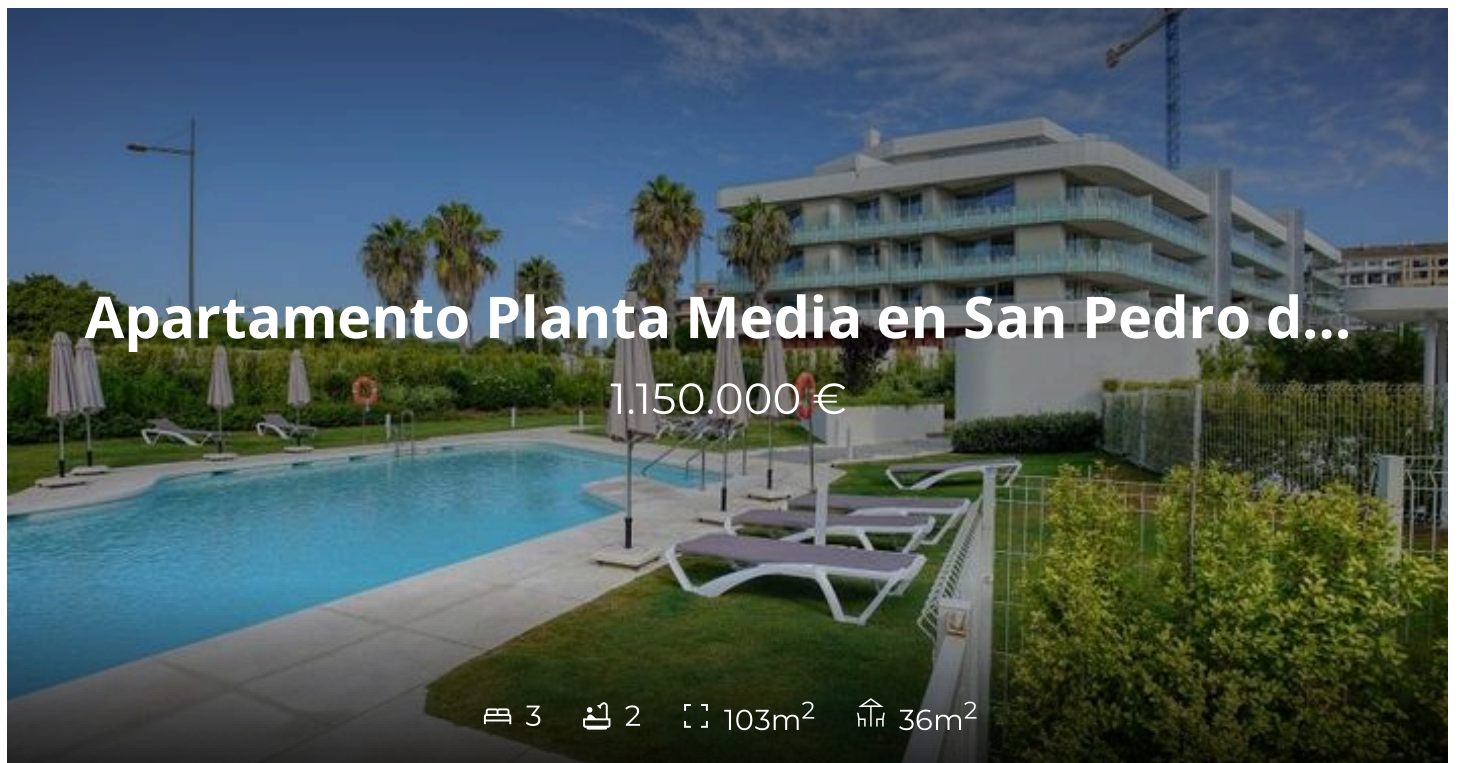 Apartamento Planta Media en San Pedro d...
1.150.000 €
3 2 103m² 36m²